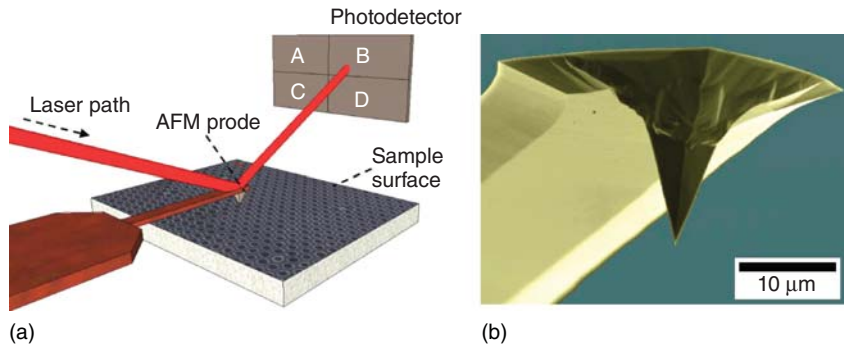 Photodetector
A B
C D
Laser path
AFM prode
Sample
surface
10 μm
(a)
(b)